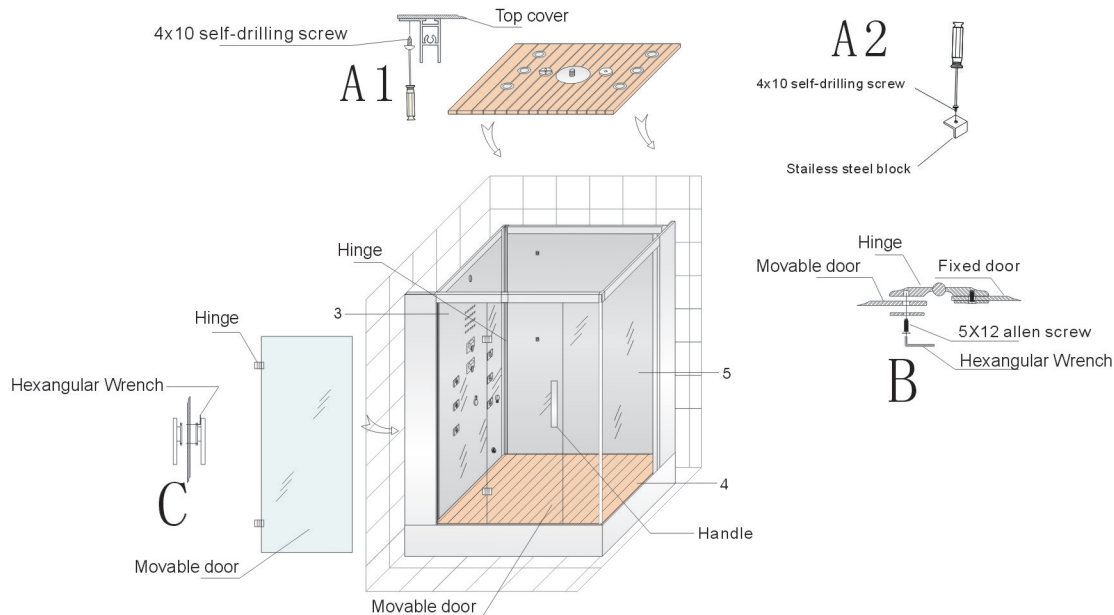 Top cover
4x10 self-drilling screw
A1
A2
4x10 self-drilling screw
Stailess steel block
Hinge
Hinge
Movable door
Fixed door
3
Hinge
5X12 allen screw
Hexangular Wrench
B
5
Hexangular Wrench
C
4
Handle
Movable door
Movable door